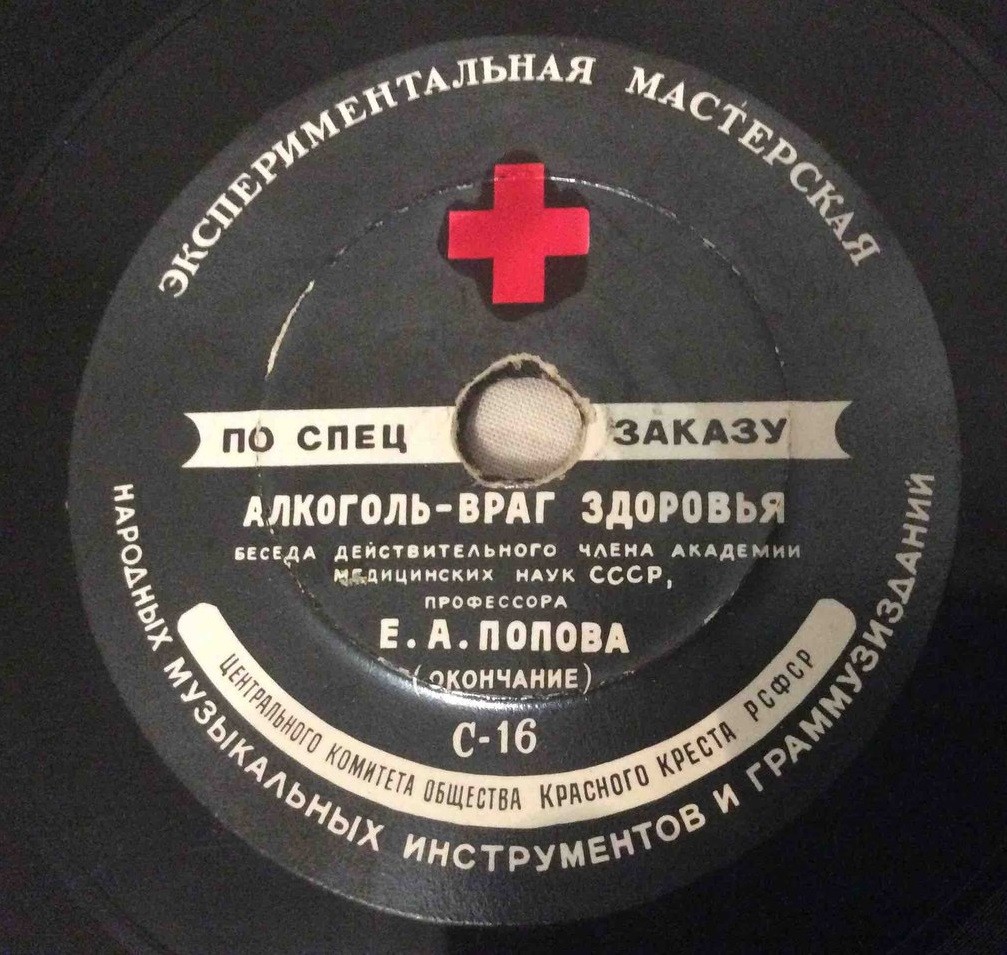 ЭКСПЕРИМЕНТАЛЬНАЯ МАСТЕРСКАЯ
ПО СПЕЦ ЗАКАЗУ
АЛКОГОЛЬ-ВРАГ ЗДОРОВЬЯ
БЕСЕДА ДЕЙСТВИТЕЛЬНОГО ЧЛЕНА АКАДЕМИИ
МЕДИЦИНСКИХ НАУК СССР,
ПРОФЕССОРА
Е. А. ПОПОВА
(ОКОНЧАНИЕ)
С-16
ЦЕНТРАЛЬНОГО КОМИТЕТА ОБЩЕСТВА КРАСНОГО КРЕСТА РСФСР
НАРОДНЫХ МУЗЫКАЛЬНЫХ ИНСТРУМЕНТОВ И ГРАММУЗИЗДАНИЙ